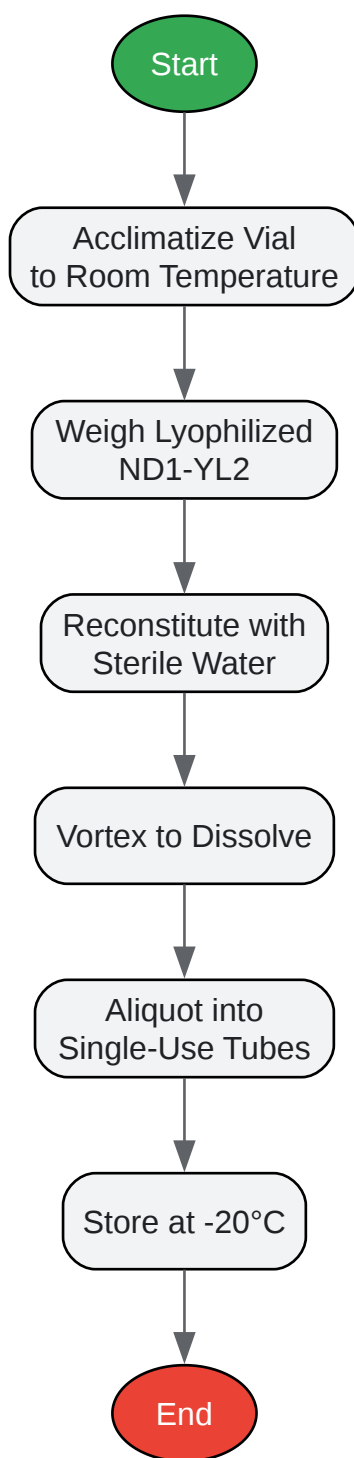 Start
Acclimatize Vial
to Room Temperature
Weigh Lyophilized
ND1-YL2
Reconstitute with
Sterile Water
Vortex to Dissolve
Aliquot into
Single-Use Tubes
Store at -20°C
End